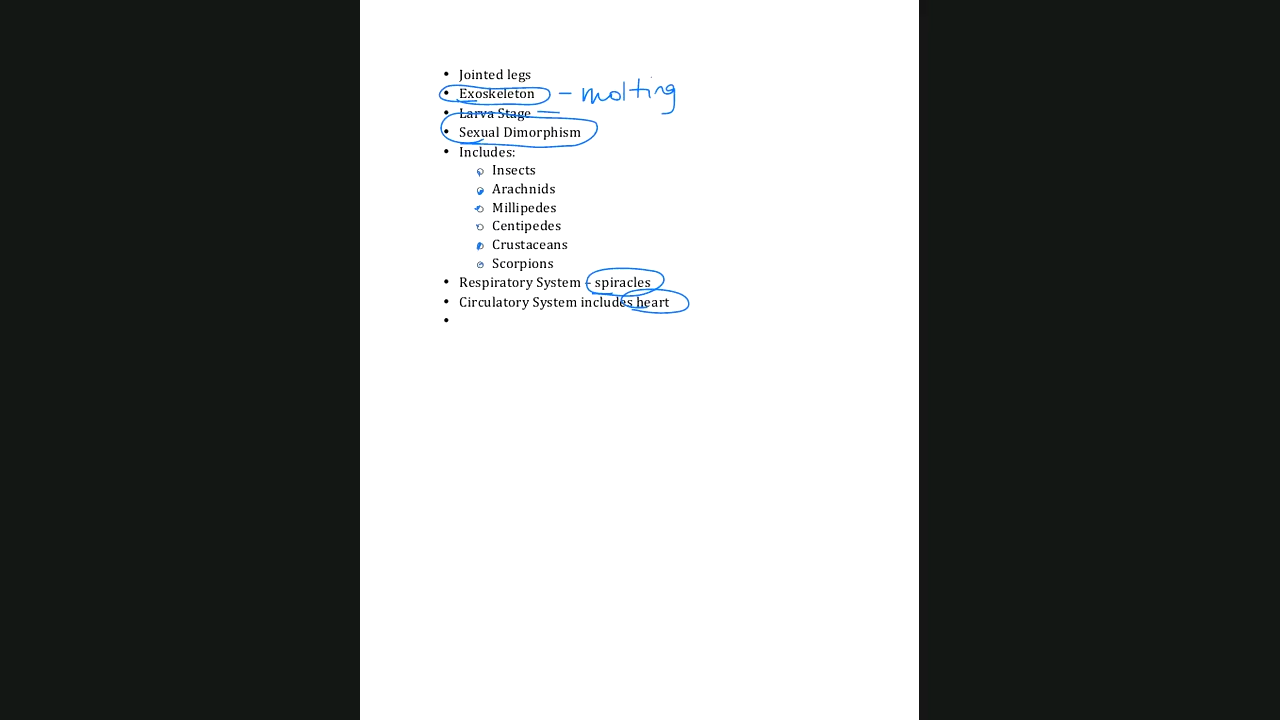 • Jointed legs
• Exoskeleton – molting
• Larva Stage —
• Sexual Dimorphism
• Includes:
o Insects
o Arachnids
o Millipedes
o Centipedes
o Crustaceans
o Scorpions
• Respiratory System – spiracles
• Circulatory System includes heart
•